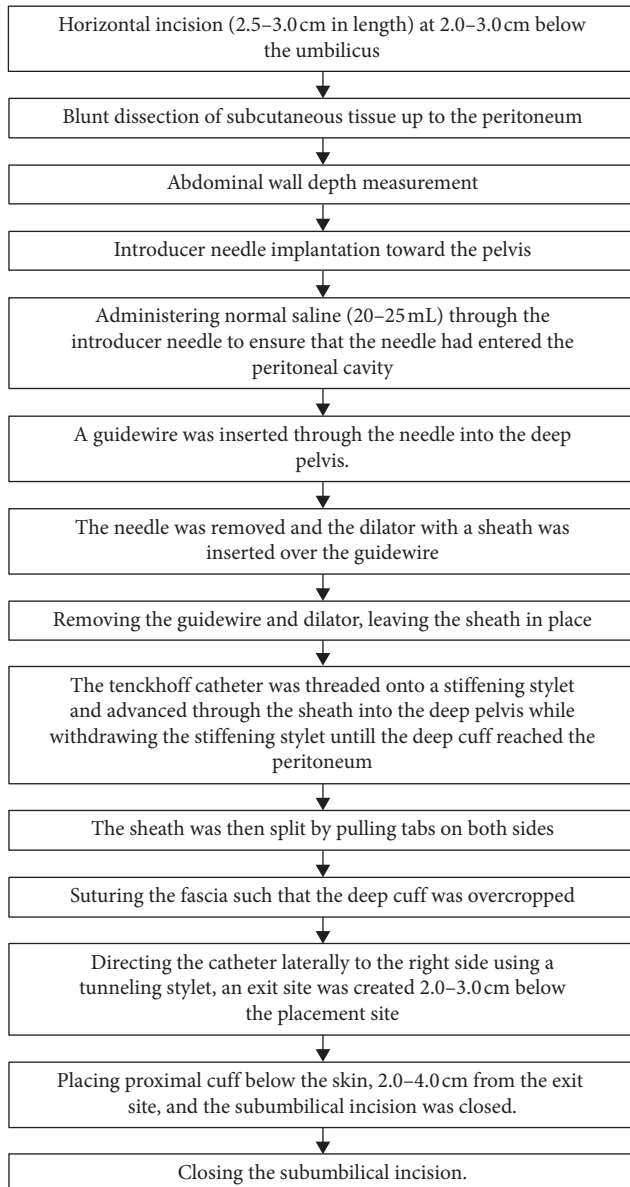 Horizontal incision (2.5–3.0 cm in length) at 2.0–3.0 cm below
the umbilicus
Blunt dissection of subcutaneous tissue up to the peritoneum
Abdominal wall depth measurement
Introducer needle implantation toward the pelvis
Administering normal saline (20–25 mL) through the
introducer needle to ensure that the needle had entered the
peritoneal cavity
A guidewire was inserted through the needle into the deep
pelvis.
The needle was removed and the dilator with a sheath was
inserted over the guidewire
Removing the guidewire and dilator, leaving the sheath in place
The tenckhoff catheter was threaded onto a stiffening stylet
and advanced through the sheath into the deep pelvis while
withdrawing the stiffening stylet untill the deep cuff reached the
peritoneum
The sheath was then split by pulling tabs on both sides
Suturing the fascia such that the deep cuff was overcropped
Directing the catheter laterally to the right side using a
tunneling stylet, an exit site was created 2.0–3.0 cm below
the placement site
Placing proximal cuff below the skin, 2.0–4.0 cm from the exit
site, and the subumbilical incision was closed.
Closing the subumbilical incision.